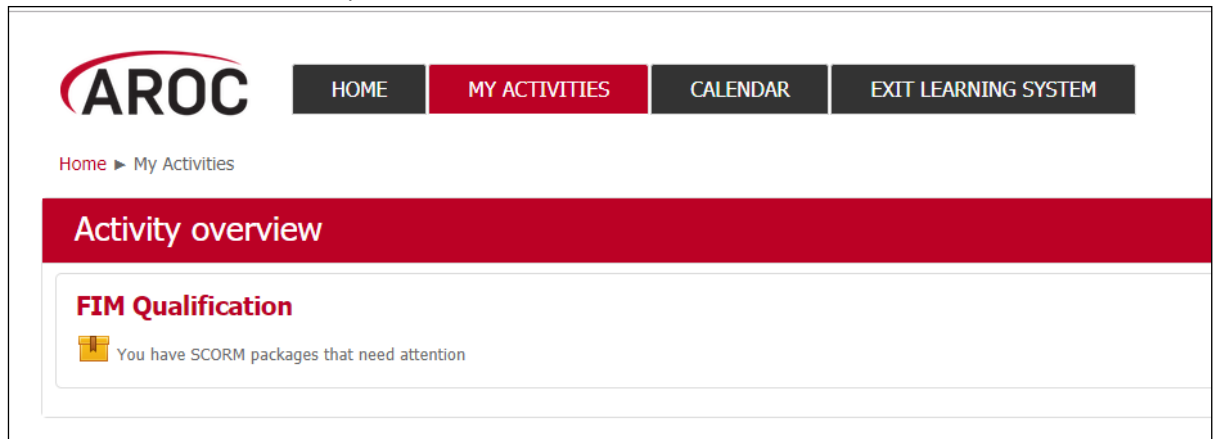 AROC
HOME MY ACTIVITIES CALENDAR EXIT LEARNING SYSTEM
Home ► My Activities
Activity overview
FIM Qualification
You have SCORM packages that need attention